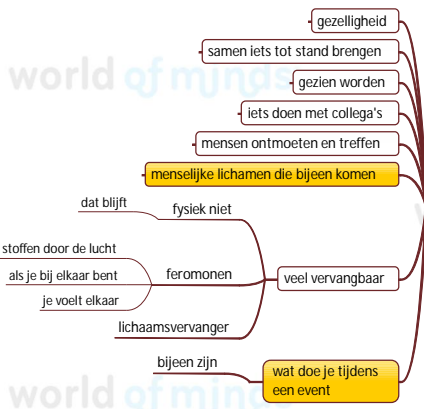 gezelligheid
samen iets tot stand brengen
world of minds
gezien worden
iets doen met collega's
mensen ontmoeten en treffen
menselijke lichamen die bijeen komen
dat blijft
fysiek niet
stoffen door de lucht
als je bij elkaar bent
feromonen
je voelt elkaar
veel vervangbaar
lichaamsvervanger
bijeen zijn
wat doe je tijdens
een event
world of minds